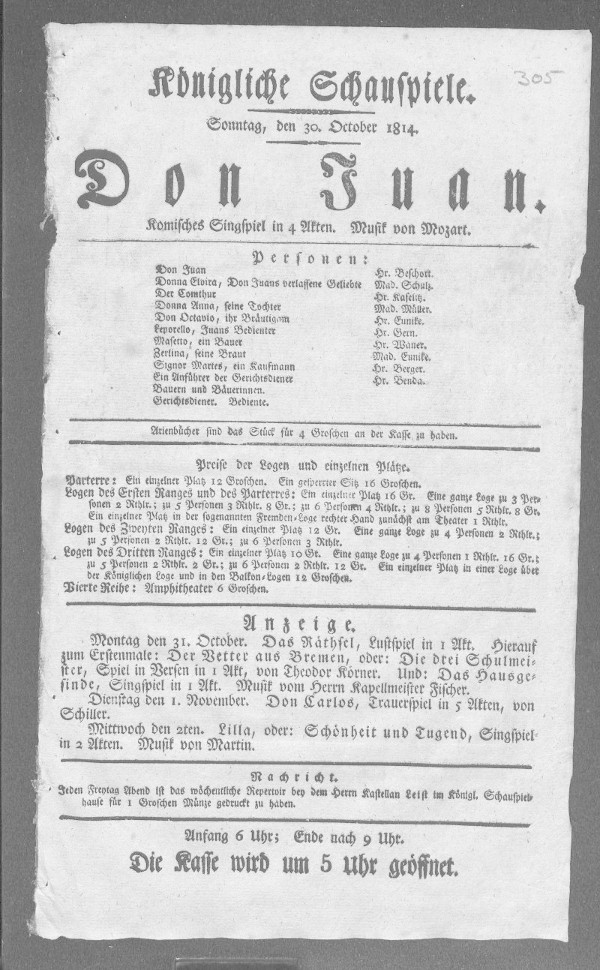 305
Königliche Schauspiele.
Sonntag, den 30. October 1814.
Don Juan.
Komisches Singspiel in 4 Akten. Musik von Mozart.
Personen:
Don Juan Hr. Beschort.
Donna Elvira, Don Juans verlassene Geliebte Mad. Schulz.
Der Comthur Hr. Kaselitz.
Donna Anna, seine Tochter Mad. Müller.
Don Octavio, ihr Bräutigam Hr. Eunike.
Leporello, Juans Bedienter Hr. Gern.
Masetto, ein Bauer Hr. Wauer.
Zerlina, seine Braut Mad. Eunike.
Signor Martes, ein Kaufmann Hr. Berger.
Ein Anführer der Gerichtsdiener Hr. Benda.
Bauern und Bäuerinnen.
Gerichtsdiener. Bediente.
Arienbücher sind das Stück für 4 Groschen an der Kasse zu haben.
Preise der Logen und einzelnen Plätze.
Parterre: Ein einzelner Platz 12 Groschen. Ein gesperrter Sitz 16 Groschen.
Logen des Ersten Ranges und des Parterres: Ein einzelner Platz 16 Gr. Eine ganze Loge zu 3 Per-
sonen 2 Rthlr.; zu 5 Personen 3 Rthlr. 8 Gr.; zu 6 Personen 4 Rthlr.; zu 8 Personen 5 Rthlr. 8 Gr.
Ein einzelner Platz in der sogenannten Fremden-Loge rechter Hand zunächst am Theater 1 Rthlr.
Logen des Zweyten Ranges: Ein einzelner Platz 12 Gr. Eine ganze Loge zu 4 Personen 2 Rthlr.;
zu 5 Personen 2 Rthlr. 12 Gr.; zu 6 Personen 3 Rthlr.
Logen des Dritten Ranges: Ein einzelner Platz 10 Gr. Eine ganze Loge zu 4 Personen 1 Rthlr. 16 Gr.;
zu 5 Personen 2 Rthlr. 2 Gr.; zu 6 Personen 2 Rthlr. 12 Gr. Ein einzelner Platz in einer Loge über
der Königlichen Loge und in den Balkon-Logen 12 Groschen.
Vierte Reihe: Amphitheater 6 Groschen.
Anzeige.
Montag den 31. October. Das Räthsel, Lustspiel in 1 Akt. Hierauf
zum Erstenmale: Der Vetter aus Bremen, oder: Die drei Schulmei-
ster, Spiel in Versen in 1 Akt, von Theodor Körner. Und: Das Hausge-
sinde, Singspiel in 1 Akt. Musik vom Herrn Kapellmeister Fischer.
Dienstag den 1. November. Don Carlos, Trauerspiel in 5 Akten, von
Schiller.
Mittwoch den 2ten. Lilla, oder: Schönheit und Tugend, Singspiel
in 2 Akten. Musik von Martin.
Nachricht.
Jeden Freytag Abend ist das wöchentliche Repertoir bey dem Herrn Kastellan Leist im Königl. Schauspiel-
hause für 1 Groschen Münze gedruckt zu haben.
Anfang 6 Uhr; Ende nach 9 Uhr.
Die Kasse wird um 5 Uhr geöffnet.